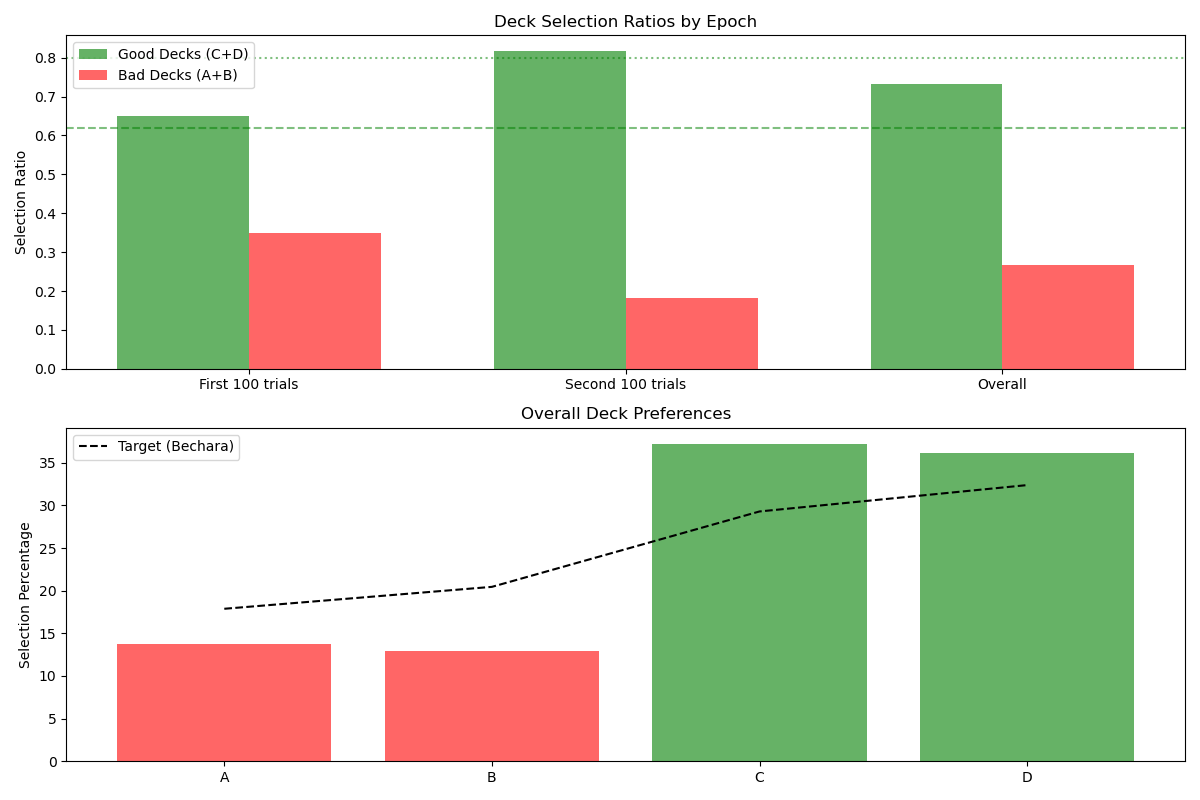 Deck Selection Ratios by Epoch
Good Decks (C+D)
Bad Decks (A+B)
Selection Ratio
0.8
0.7
0.6
0.5
0.4
0.3
0.2
0.1
0.0
First 100 trials
Second 100 trials
Overall
Overall Deck Preferences
Target (Bechara)
Selection Percentage
35
30
25
20
15
10
5
0
A
B
C
D